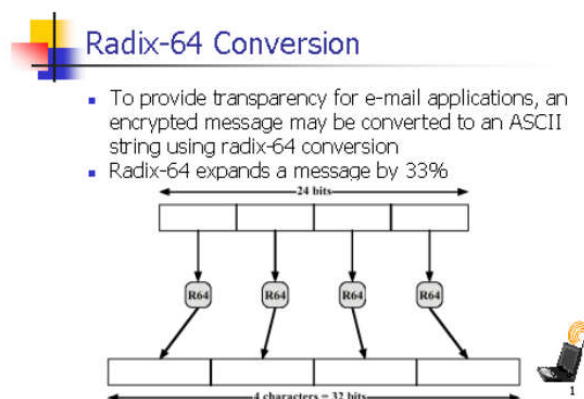 Radix-64 Conversion
To provide transparency for e-mail applications, an
encrypted message may be converted to an ASCII
string using radix-64 conversion
Radix-64 expands a message by 33%
24 bits
R64 R64 R64 R64
4 characters = 32 bits
1